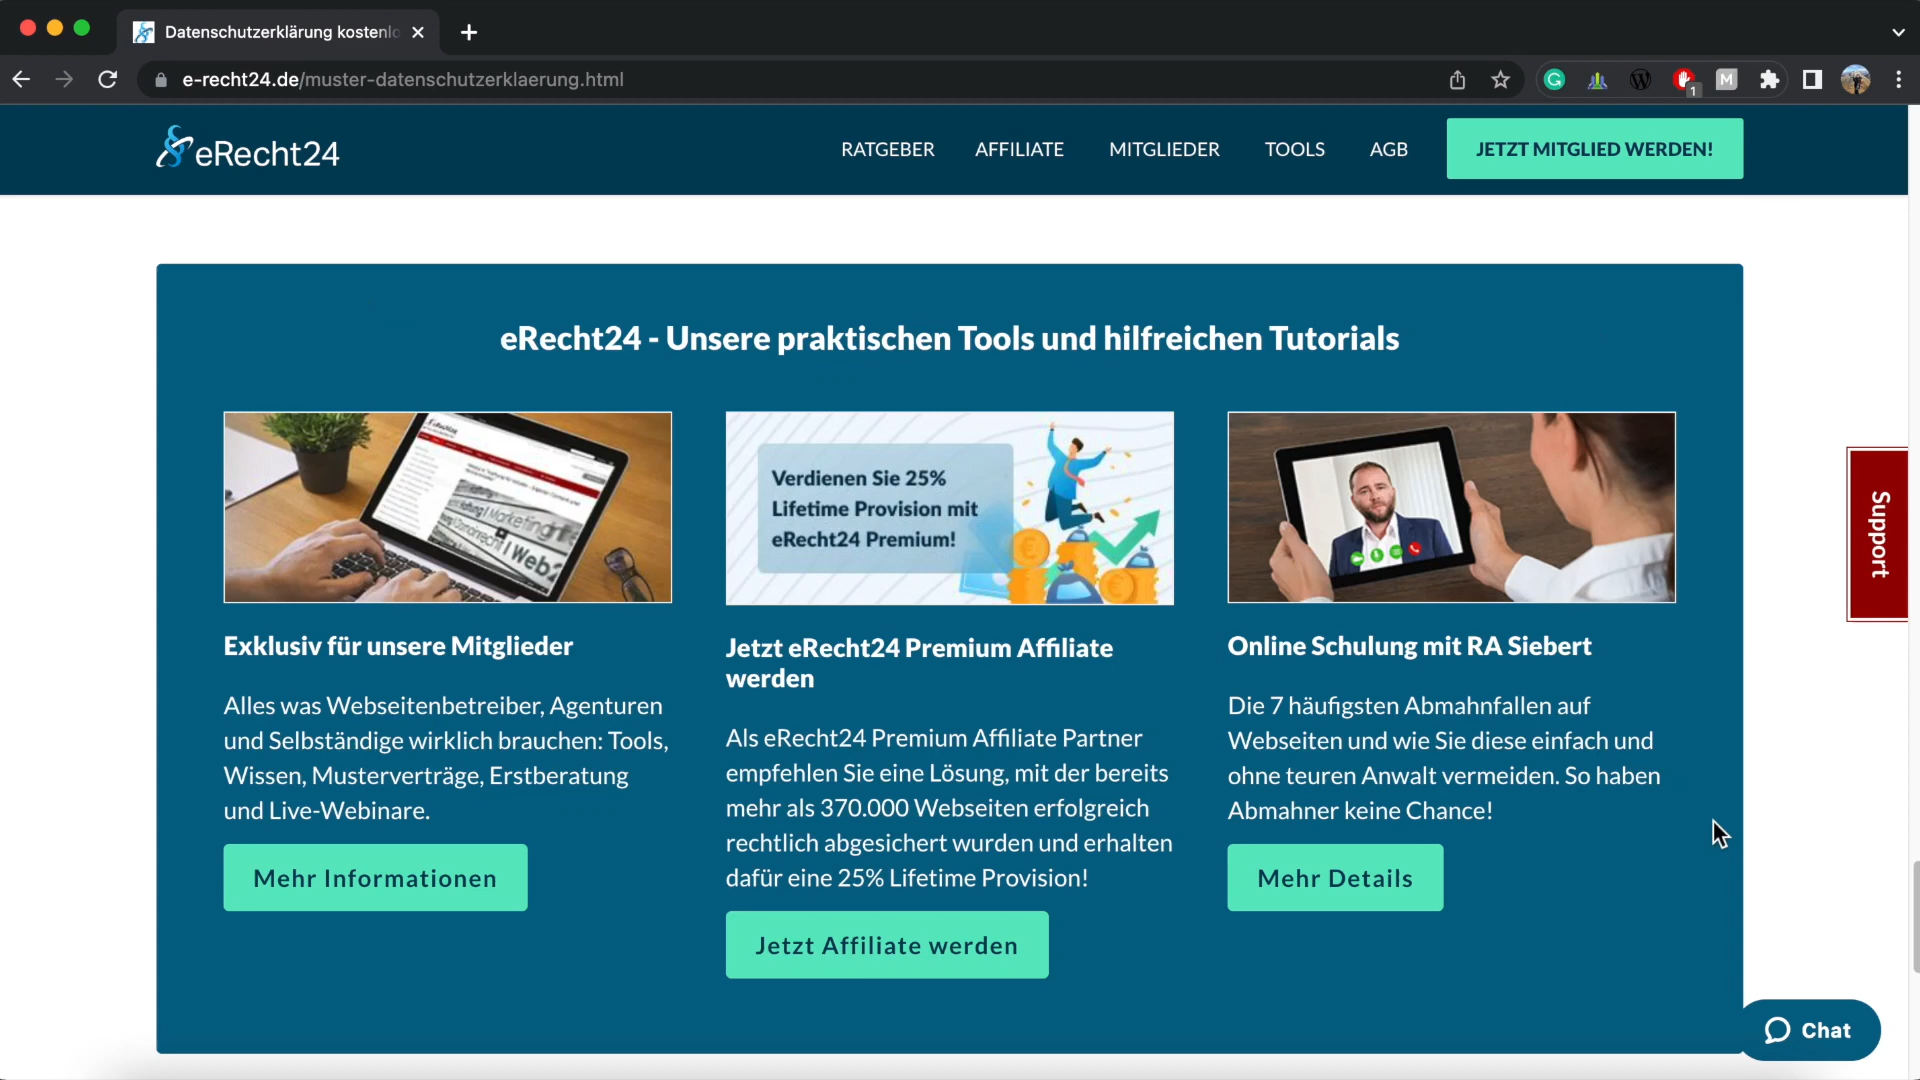 Datenschutzerklärung kostenlo
e-recht24.de/muster-datenschutzerklaerung.html
1
M
eRecht24
RATGEBER
AFFILIATE
MITGLIEDER
TOOLS
AGB
JETZT MITGLIED WERDEN!
eRecht24 - Unsere praktischen Tools und hilfreichen Tutorials
Exklusiv für unsere Mitglieder
Alles was Webseitenbetreiber, Agenturen
und Selbständige wirklich brauchen: Tools,
Wissen, Musterverträge, Erstberatung
und Live-Webinare.
Mehr Informationen
Verdienen Sie 25%
Lifetime Provision mit
eRecht24 Premium!
Jetzt eRecht24 Premium Affiliate
werden
Als eRecht24 Premium Affiliate Partner
empfehlen Sie eine Lösung, mit der bereits
mehr als 370.000 Webseiten erfolgreich
rechtlich abgesichert wurden und erhalten
dafür eine 25% Lifetime Provision!
Jetzt Affiliate werden
Online Schulung mit RA Siebert
Die 7 häufigsten Abmahnfallen auf
Webseiten und wie Sie diese einfach und
ohne teuren Anwalt vermeiden. So haben
Abmahner keine Chance!
Mehr Details
Support
Chat